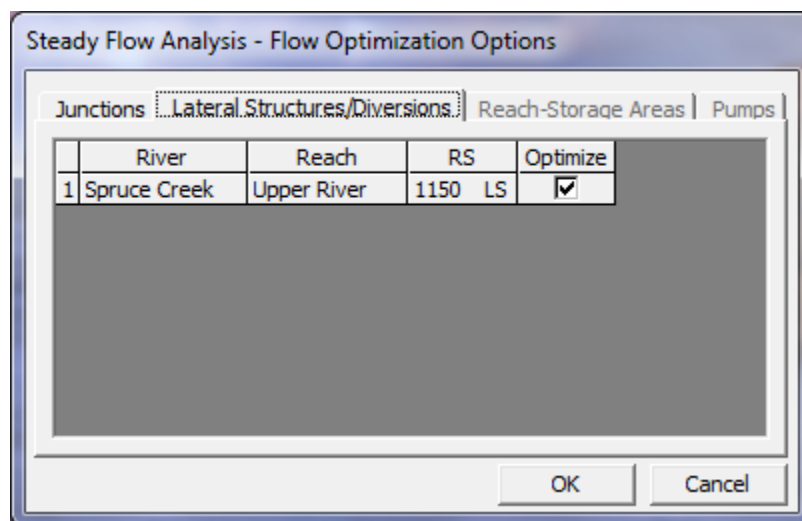 Steady Flow Analysis - Flow Optimization Options
Junctions Lateral Structures/Diversions Reach-Storage Areas Pumps
River Reach RS Optimize
1 Spruce Creek Upper River 1150 LS
OK Cancel